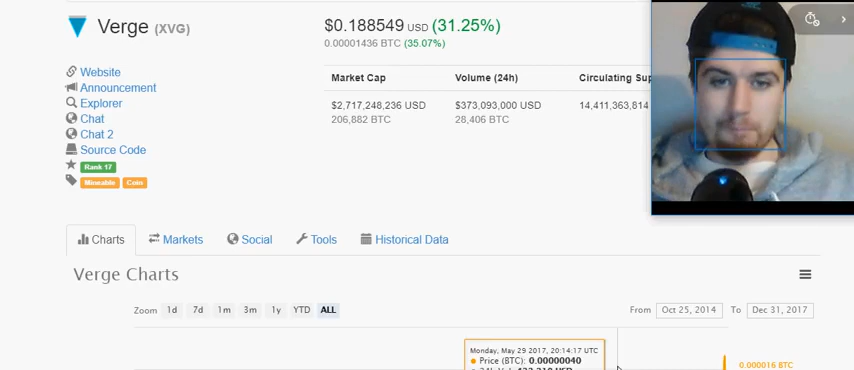 Verge (XVG)
$0.188549 USD (31.25%)
0.00001436 BTC (35.07%)
Website
Announcement
Explorer
Chat
Chat 2
Source Code
Rank 17
Mineable Coin
Market Cap Volume (24h) Circulating Sup
$2,717,248,236 USD $373,093,000 USD 14,411,363,814
206,882 BTC 28,406 BTC
Charts Markets Social Tools Historical Data
Verge Charts
Zoom 1d 7d 1m 3m 1y YTD ALL From Oct 25, 2014 To Dec 31, 2017
Monday, May 29 2017, 20:14:17 UTC
Price (BTC): 0.00000040
0.000016 BTC